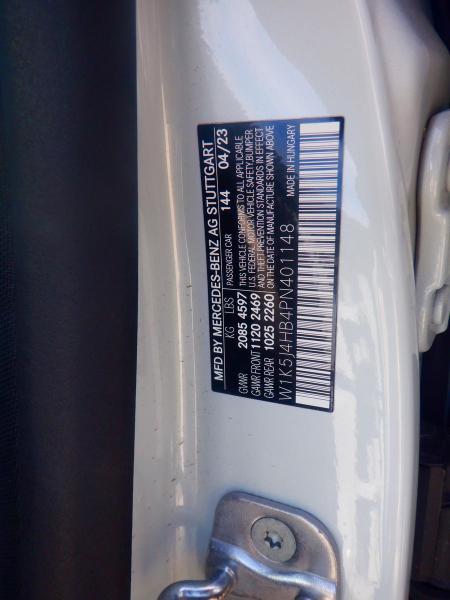 MFD BY MERCEDES-BENZ AG STUTTGART
PASSENGER CAR 144 04/23
KG LBS
GVWR 2085 4597
GAWR FRONT 1120 2469
GAWR REAR 1025 2260
THIS VEHICLE CONFORMS TO ALL APPLICABLE
U.S. FEDERAL MOTOR VEHICLE SAFETY,BUMPER
AND THEFT PREVENTION STANDARDS IN EFFECT
ON THE DATE OF MANUFACTURE SHOWN ABOVE
W1K5J4HB4PN401148
MADE IN HUNGARY